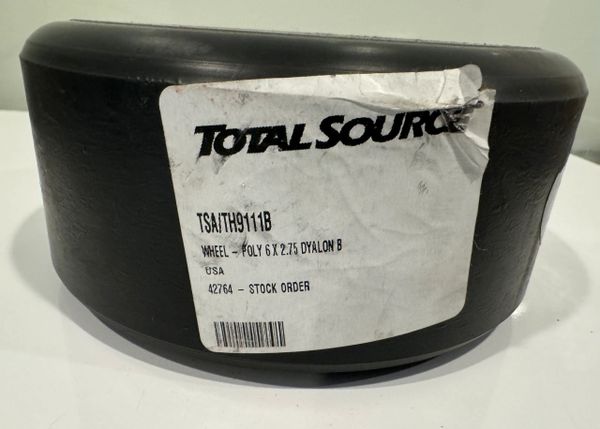 TOTAL SOURCE
TSA/TH9111B
WHEEL - POLY 6 X 2.75 DYALON B
USA
42764 - STOCK ORDER